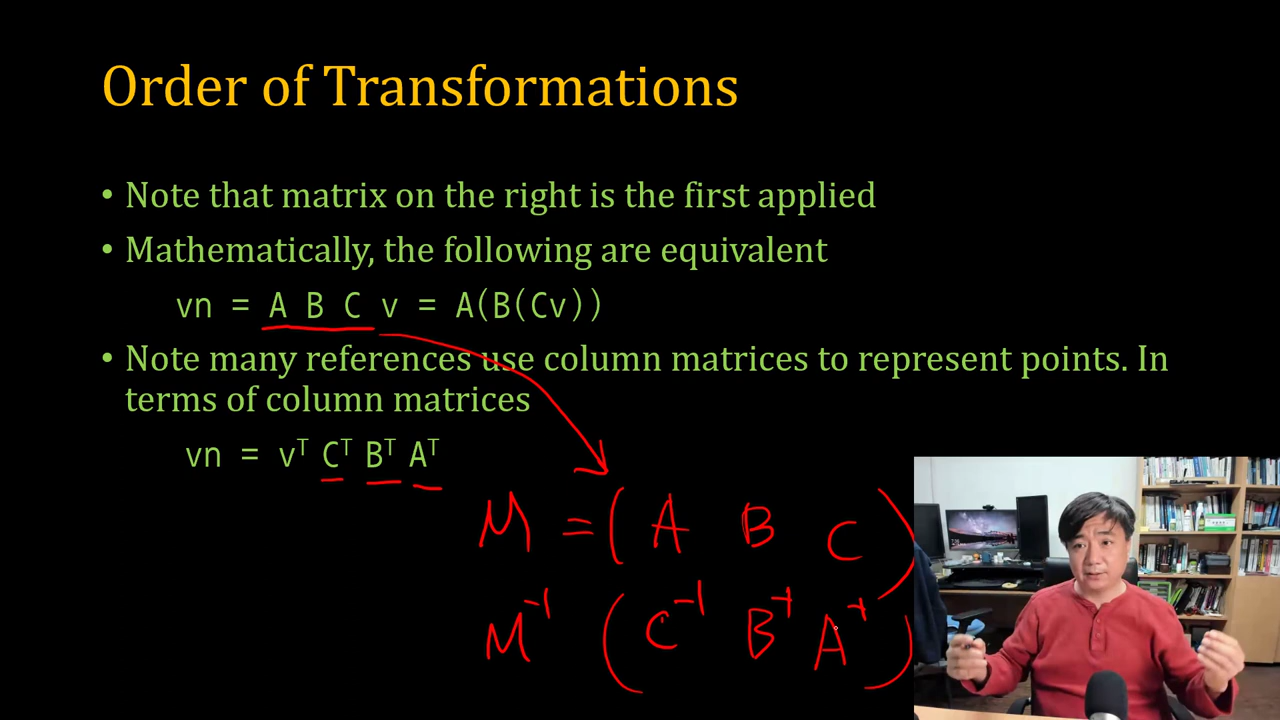 Order of Transformations
• Note that matrix on the right is the first applied
• Mathematically, the following are equivalent
vn = A B C v = A(B(Cv))
• Note many references use column matrices to represent points. In
terms of column matrices
vn = vᵀ Cᵀ Bᵀ Aᵀ
M = ( A B C )
M⁻¹ ( C⁻¹ B⁻¹ A⁻¹ )